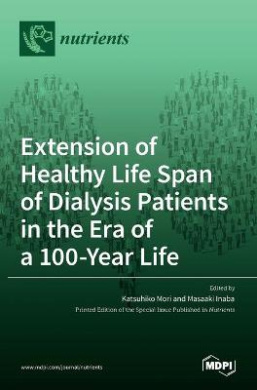 nutrients
Extension of
Healthy Life Span
of Dialysis Patients
in the Era of
a 100-Year Life
Edited by
Katsuhiko Mori and Masaaki Inaba
Printed Edition of the Special Issue Published in Nutrients
www.mdpi.com/journal/nutrients
MDPI